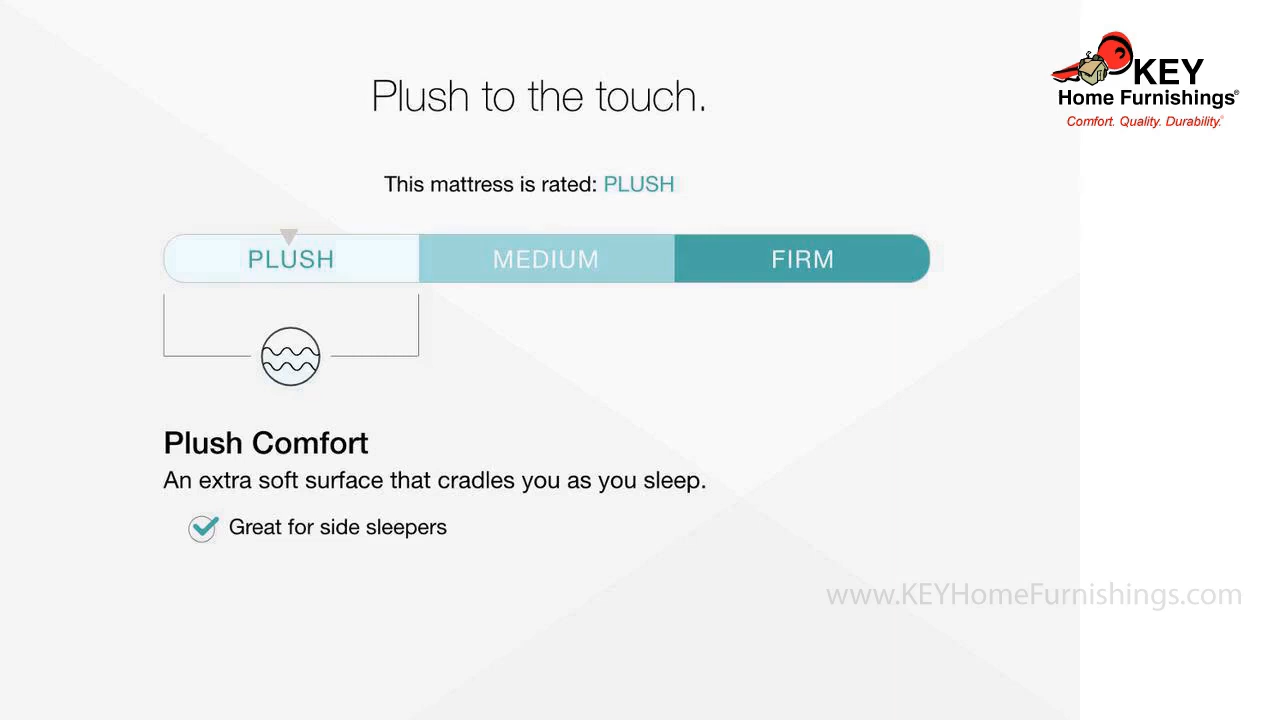 Plush to the touch.
KEY
Home Furnishings®
Comfort. Quality. Durability.®
This mattress is rated: PLUSH
PLUSH MEDIUM FIRM
Plush Comfort
An extra soft surface that cradles you as you sleep.
Great for side sleepers
www.KEYHomeFurnishings.com